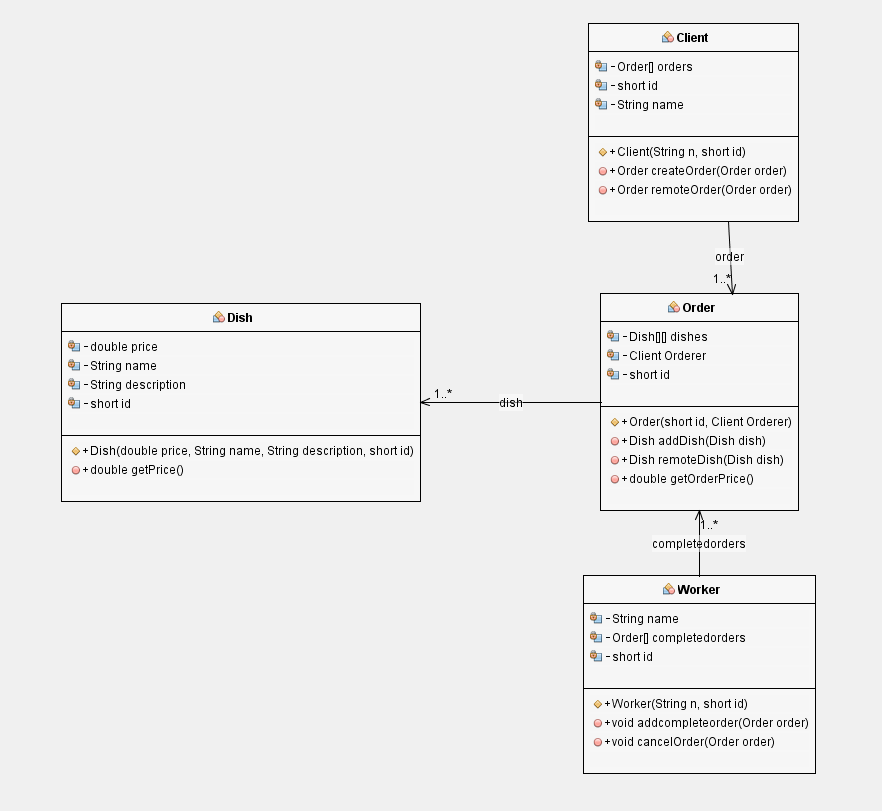 Client
- Order[] orders
- short id
- String name
+ Client(String n, short id)
+ Order createOrder(Order order)
+ Order remoteOrder(Order order)
order
1..*
Order
- Dish[][] dishes
- Client Orderer
- short id
+ Order(short id, Client Orderer)
+ Dish addDish(Dish dish)
+ Dish remoteDish(Dish dish)
+ double getOrderPrice()
Dish
- double price
- String name
- String description
- short id
+ Dish(double price, String name, String description, short id)
+ double getPrice()
1..*
dish
1..*
completedorders
Worker
- String name
- Order[] completedorders
- short id
+ Worker(String n, short id)
+ void addcompleteorder(Order order)
+ void cancelOrder(Order order)